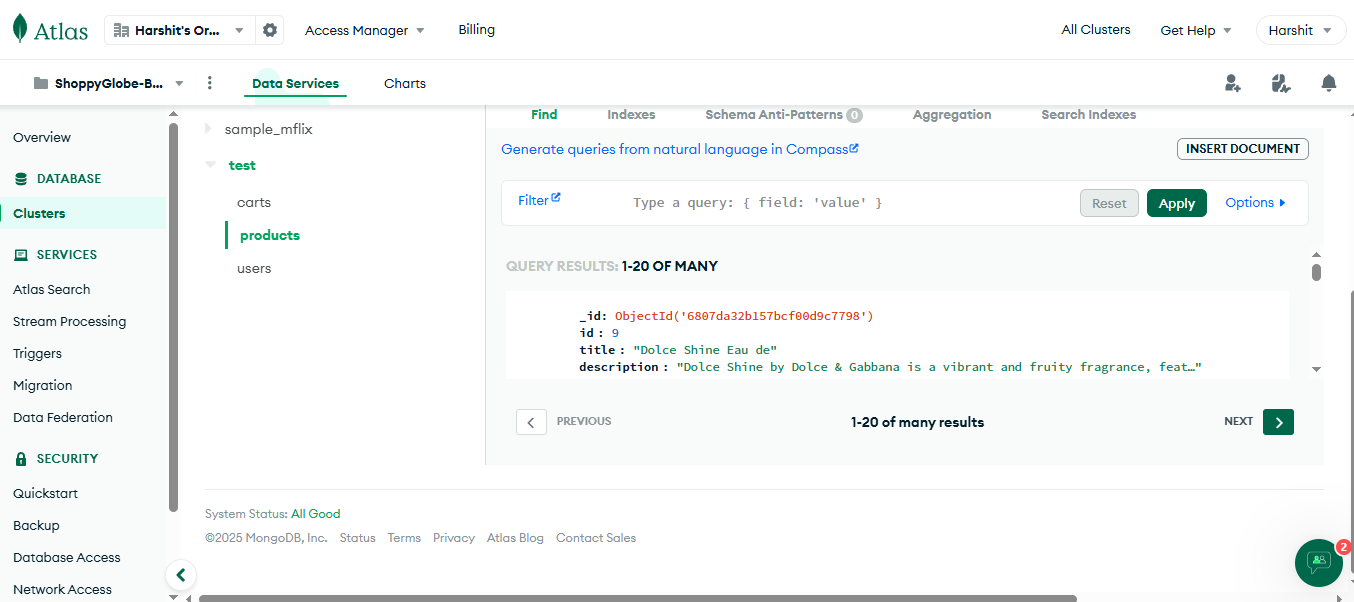 Atlas
Harshit's Or...
Access Manager
Billing
All Clusters
Get Help
Harshit
ShoppyGlobe-B...
Data Services
Charts
Overview
DATABASE
Clusters
SERVICES
Atlas Search
Stream Processing
Triggers
Migration
Data Federation
SECURITY
Quickstart
Backup
Database Access
Network Access
sample_mflix
test
carts
products
users
Find
Indexes
Schema Anti-Patterns 0
Aggregation
Search Indexes
Generate queries from natural language in Compass
INSERT DOCUMENT
Filter
Type a query: { field: 'value' }
Reset
Apply
Options
QUERY RESULTS: 1-20 OF MANY
_id: ObjectId('6807da32b157bcf00d9c7798')
id : 9
title : "Dolce Shine Eau de"
description : "Dolce Shine by Dolce & Gabbana is a vibrant and fruity fragrance, feat…"
PREVIOUS
1-20 of many results
NEXT
System Status: All Good
©2025 MongoDB, Inc. Status Terms Privacy Atlas Blog Contact Sales
2